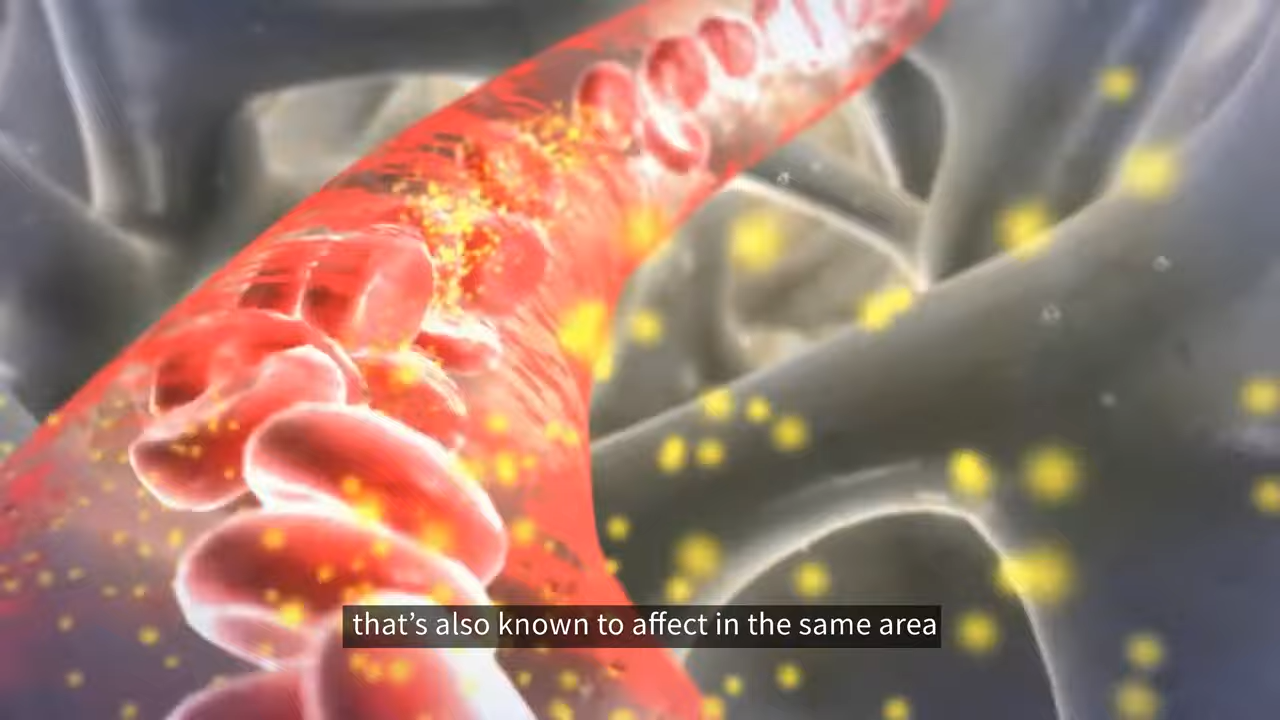 that’s also known to affect in the same area